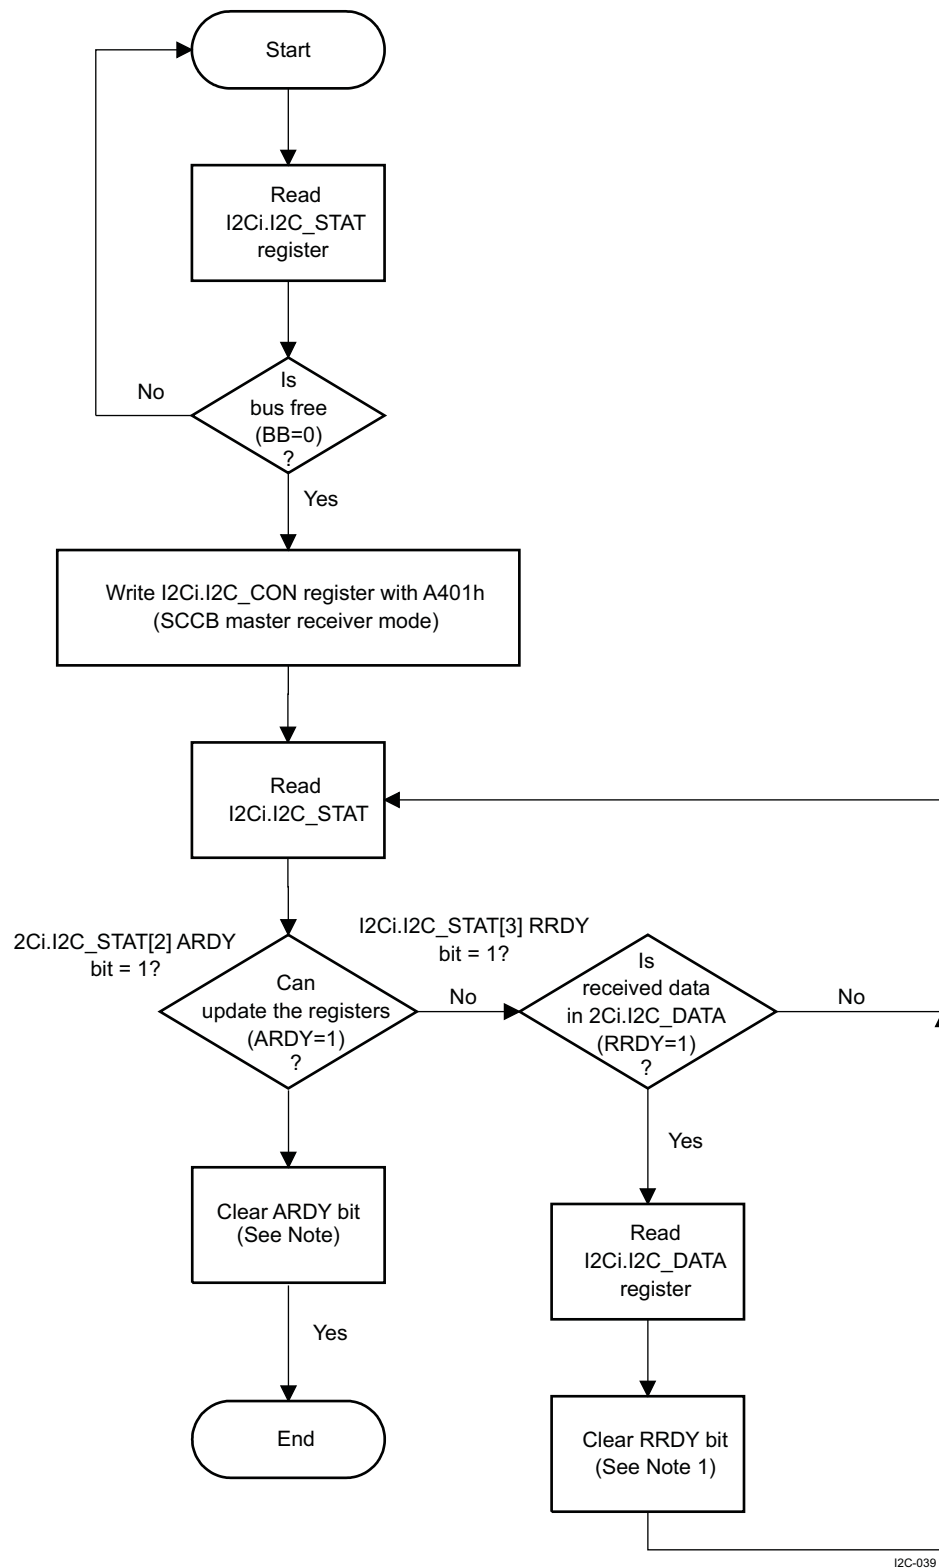 Start
Read
I2Ci.I2C_STAT
register
Is
bus free
(BB=0)
?
No
Yes
Write I2Ci.I2C_CON register with A401h
(SCCB master receiver mode)
Read
I2Ci.I2C_STAT
2Ci.I2C_STAT[2] ARDY
bit = 1?
Can
update the registers
(ARDY=1)
?
No
I2Ci.I2C_STAT[3] RRDY
bit = 1?
Is
received data
in 2Ci.I2C_DATA
(RRDY=1)
?
No
Yes
Clear ARDY bit
(See Note)
Yes
End
Read
I2Ci.I2C_DATA
register
Clear RRDY bit
(See Note 1)
I2C-039